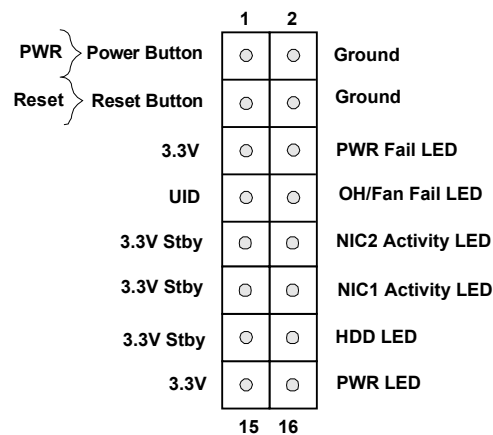 1 2
PWR Power Button Ground
Reset Reset Button Ground
3.3V PWR Fail LED
UID OH/Fan Fail LED
3.3V Stby NIC2 Activity LED
3.3V Stby NIC1 Activity LED
3.3V Stby HDD LED
3.3V PWR LED
15 16